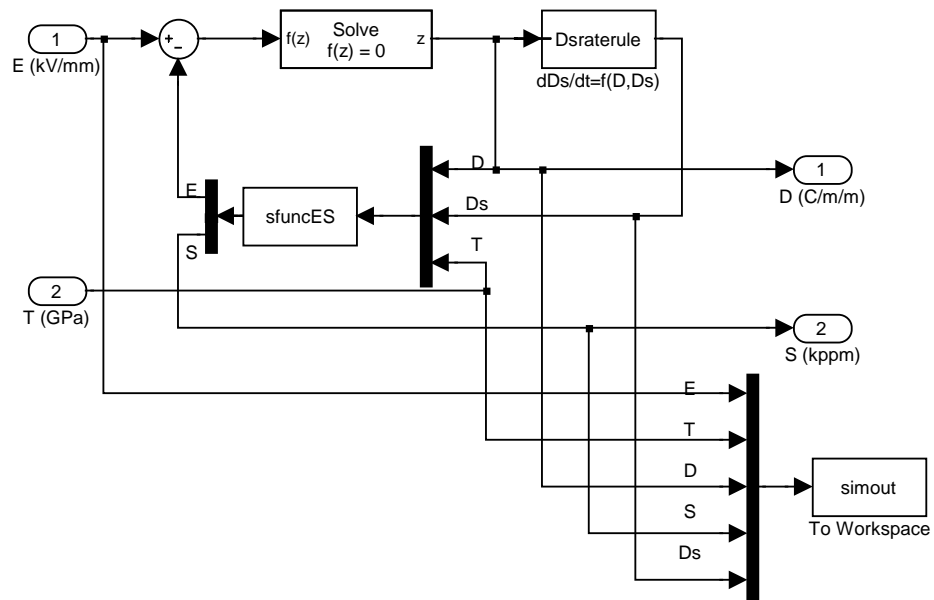 1
E (kV/mm)
+
−
f(z)
Solve
f(z) = 0
z
Dsraterule
dDs/dt=f(D,Ds)
D
1
D (C/m/m)
E
sfuncES
Ds
S
T
2
T (GPa)
2
S (kppm)
E
T
D
simout
S
To Workspace
Ds